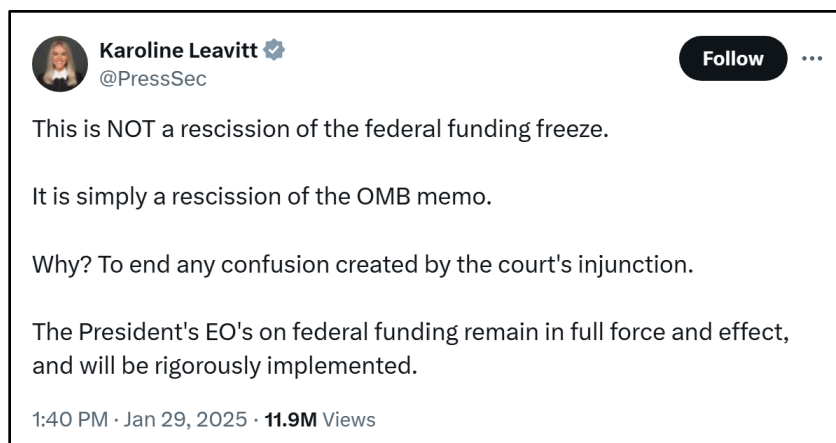 Karoline Leavitt
@PressSec
Follow
This is NOT a rescission of the federal funding freeze.
It is simply a rescission of the OMB memo.
Why? To end any confusion created by the court's injunction.
The President's EO's on federal funding remain in full force and effect,
and will be rigorously implemented.
1:40 PM · Jan 29, 2025 · 11.9M Views